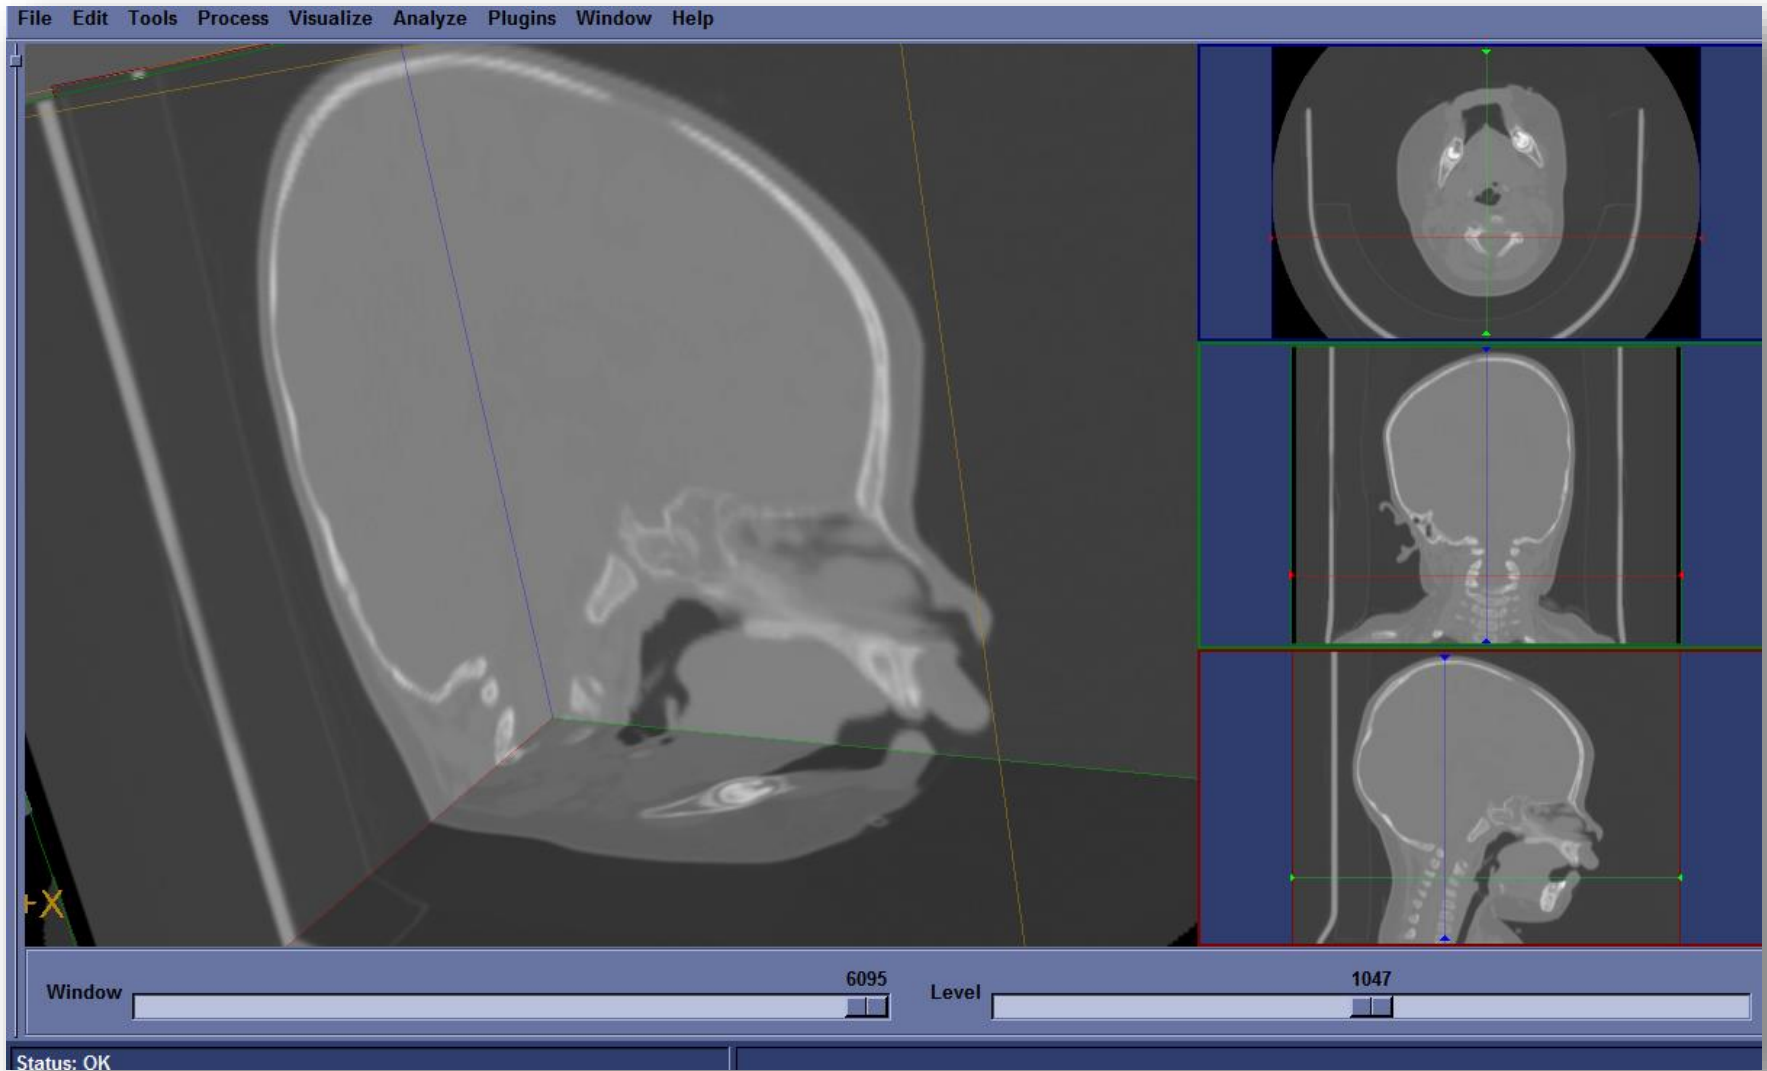 File Edit Tools Process Visualize Analyze Plugins Window Help
+X
Window 6095 Level 1047
Status: OK